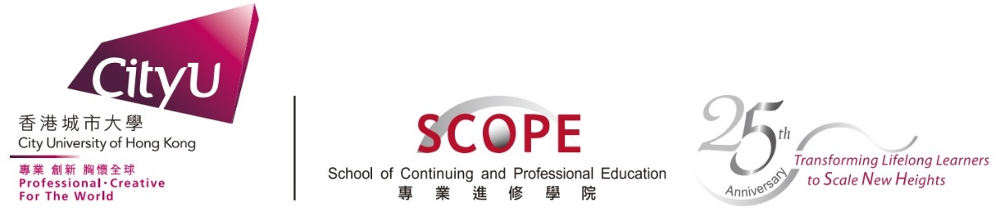 CityU
香港城市大學
City University of Hong Kong
專業 創新 胸懷全球
Professional·Creative
For The World
SCOPE
School of Continuing and Professional Education
專業進修學院
25th
Anniversary
Transforming Lifelong Learners
to Scale New Heights